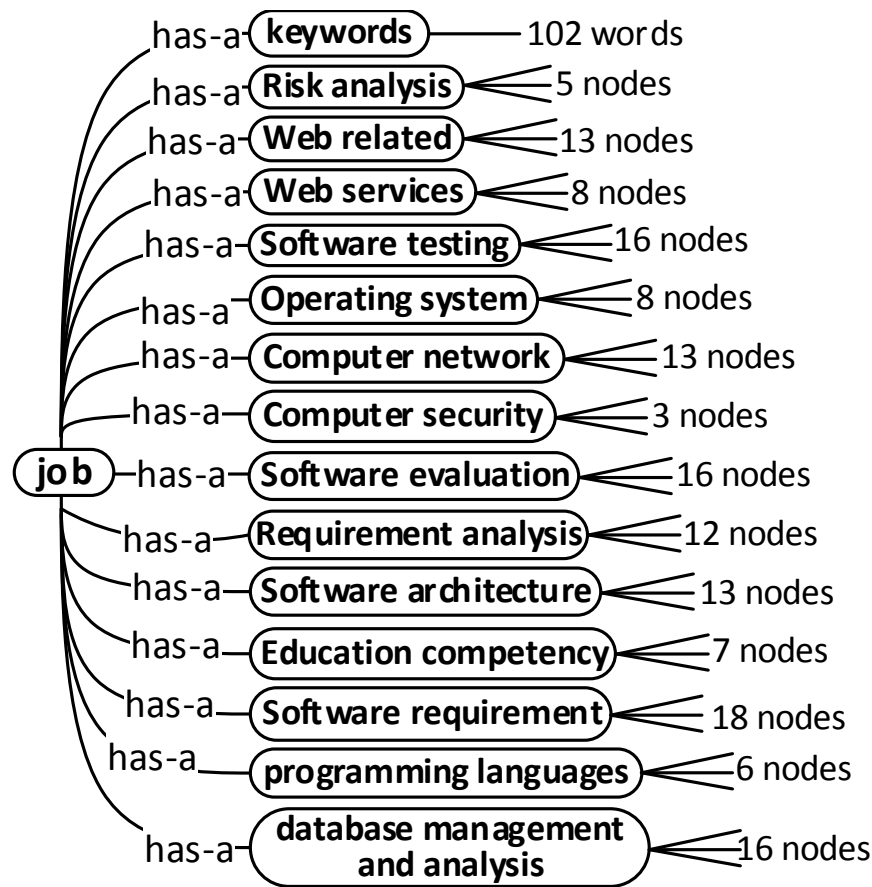 has-a keywords 102 words
has-a Risk analysis 5 nodes
has-a Web related 13 nodes
has-a Web services 8 nodes
has-a Software testing 16 nodes
has-a Operating system 8 nodes
has-a Computer network 13 nodes
has-a Computer security 3 nodes
job has-a Software evaluation 16 nodes
has-a Requirement analysis 12 nodes
has-a Software architecture 13 nodes
has-a Education competency 7 nodes
has-a Software requirement 18 nodes
has-a programming languages 6 nodes
has-a database management
and analysis 16 nodes